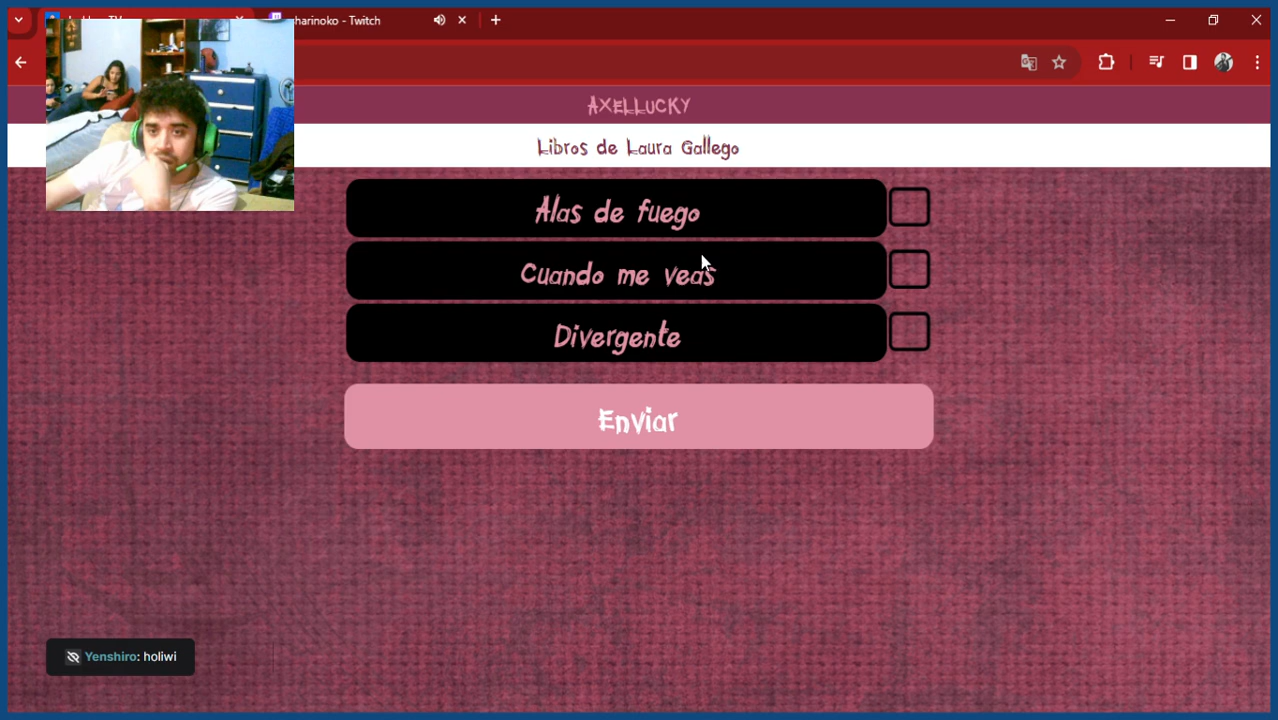 harinoko - Twitch
AXELLUCKY
Libros de Laura Gallego
Alas de fuego
Cuando me veas
Divergente
Enviar
Yenshiro: holiwi